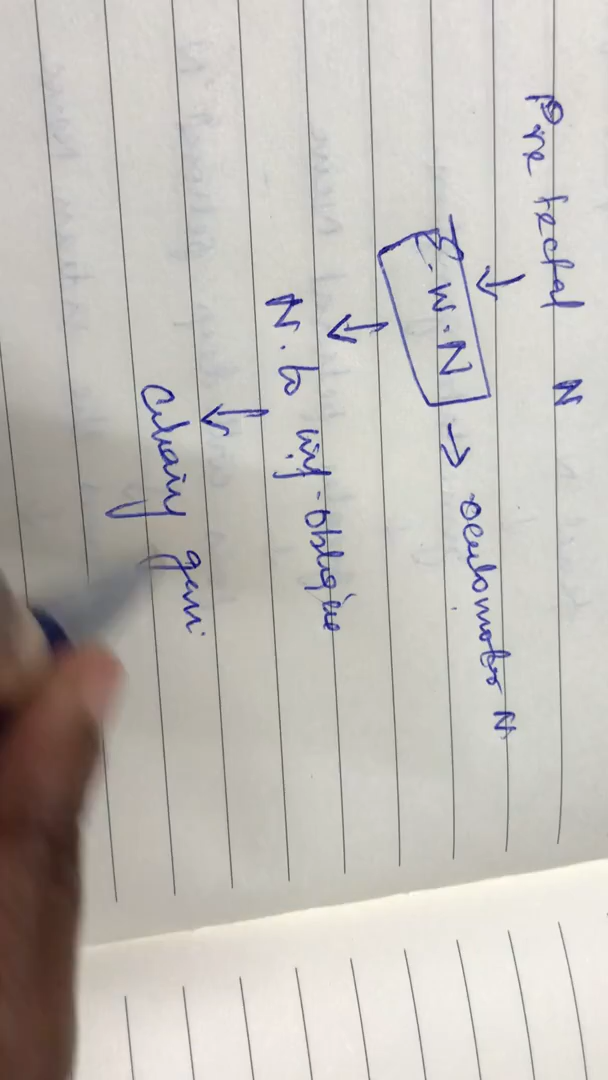 Pre tectal N
↓
E.W.N → oculomotor N
↓
N. to inf. oblique
↓
Ciliary gan.